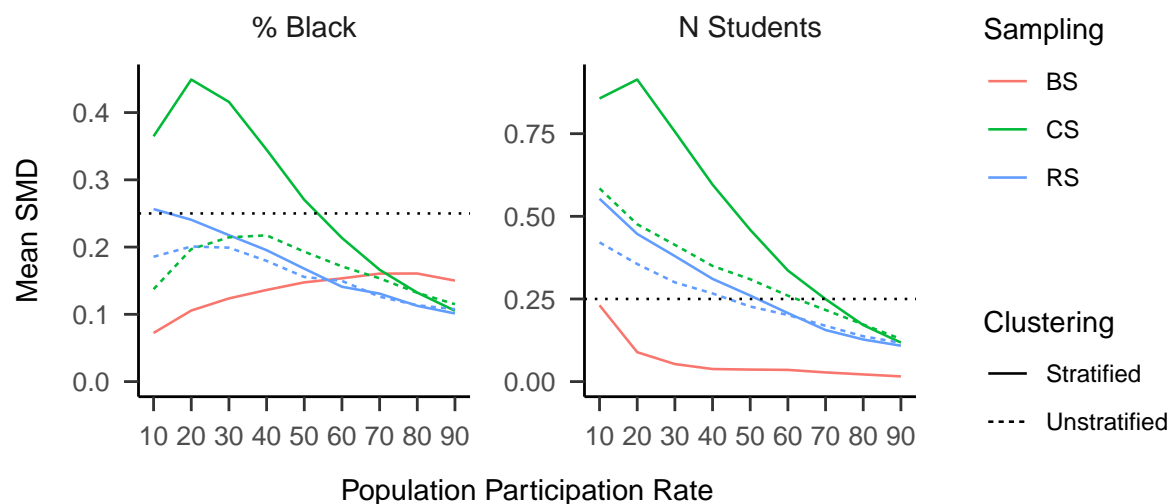 % Black
N Students
Mean SMD
0.4
0.3
0.2
0.1
0.0
10 20 30 40 50 60 70 80 90
0.75
0.50
0.25
0.00
10 20 30 40 50 60 70 80 90
Population Participation Rate
Sampling
BS
CS
RS
Clustering
Stratified
Unstratified